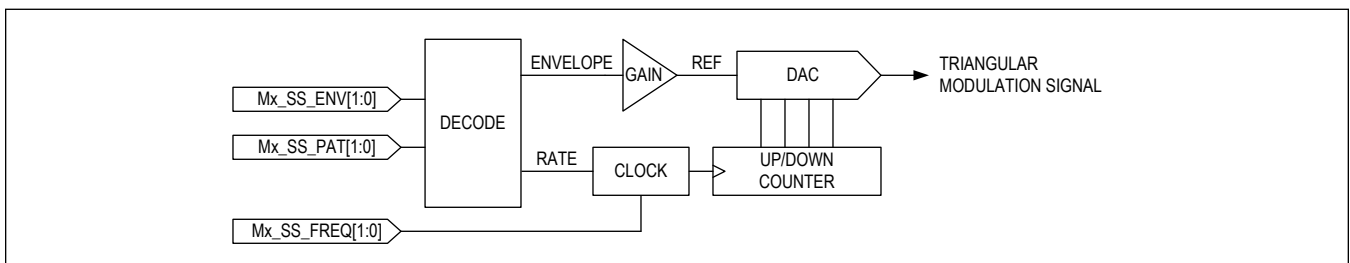 ENVELOPE
GAIN
REF
DAC
TRIANGULAR
MODULATION SIGNAL
Mx_SS_ENV[1:0]
DECODE
Mx_SS_PAT[1:0]
RATE
CLOCK
UP/DOWN
COUNTER
Mx_SS_FREQ[1:0]